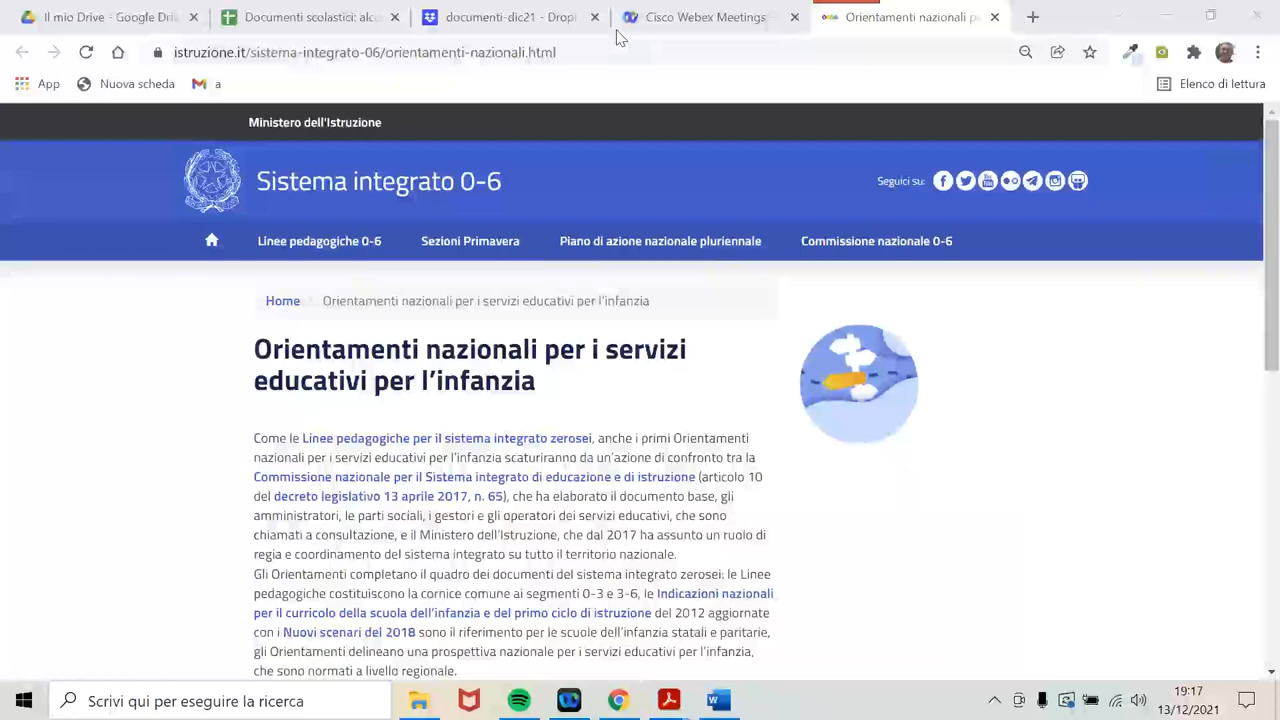 Il mio Drive - Google Dri
Documenti scolastici: alcu
documenti-dic21 - Drop
Cisco Webex Meetings
Orientamenti nazionali p
istruzione.it/sistema-integrato-06/orientamenti-nazionali.html
App
Nuova scheda
a
Elenco di lettura
Ministero dell'Istruzione
Sistema integrato 0-6
Seguici su:
Linee pedagogiche 0-6
Sezioni Primavera
Piano di azione nazionale pluriennale
Commissione nazionale 0-6
Home
Orientamenti nazionali per i servizi educativi per l'infanzia
Orientamenti nazionali per i servizi
educativi per l'infanzia
Come le Linee pedagogiche per il sistema integrato zerosei, anche i primi Orientamenti
nazionali per i servizi educativi per l'infanzia scaturiranno da un'azione di confronto tra la
Commissione nazionale per il Sistema integrato di educazione e di istruzione (articolo 10
del decreto legislativo 13 aprile 2017, n. 65), che ha elaborato il documento base, gli
amministratori, le parti sociali, i gestori e gli operatori dei servizi educativi, che sono
chiamati a consultazione, e il Ministero dell'Istruzione, che dal 2017 ha assunto un ruolo di
regia e coordinamento del sistema integrato su tutto il territorio nazionale.
Gli Orientamenti completano il quadro dei documenti del sistema integrato zerosei: le Linee
pedagogiche costituiscono la cornice comune ai segmenti 0-3 e 3-6, le Indicazioni nazionali
per il curricolo della scuola dell'infanzia e del primo ciclo di istruzione del 2012 aggiornate
con i Nuovi scenari del 2018 sono il riferimento per le scuole dell'infanzia statali e paritarie,
gli Orientamenti delineano una prospettiva nazionale per i servizi educativi per l'infanzia,
che sono normati a livello regionale.
Scrivi qui per eseguire la ricerca
19:17
13/12/2021